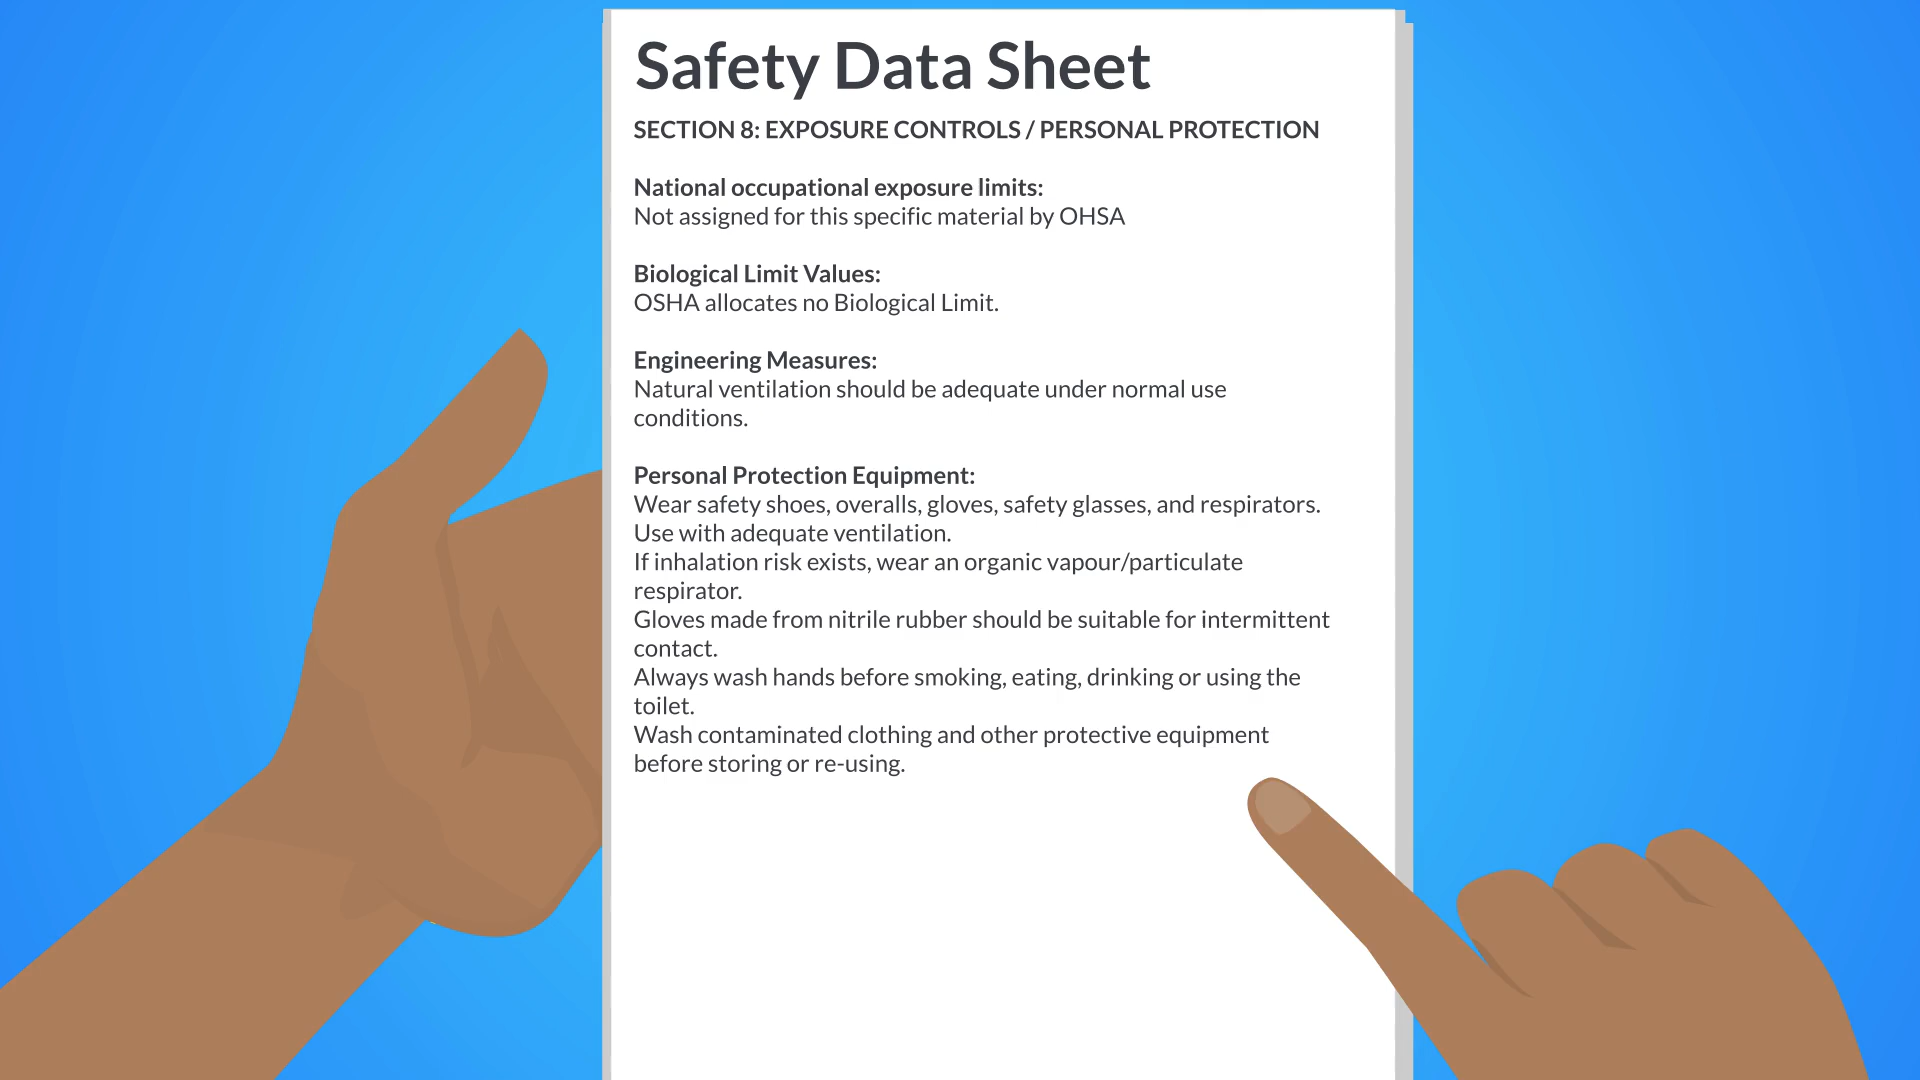 Safety Data Sheet
SECTION 8: EXPOSURE CONTROLS / PERSONAL PROTECTION
National occupational exposure limits:
Not assigned for this specific material by OHSA
Biological Limit Values:
OSHA allocates no Biological Limit.
Engineering Measures:
Natural ventilation should be adequate under normal use
conditions.
Personal Protection Equipment:
Wear safety shoes, overalls, gloves, safety glasses, and respirators.
Use with adequate ventilation.
If inhalation risk exists, wear an organic vapour/particulate
respirator.
Gloves made from nitrile rubber should be suitable for intermittent
contact.
Always wash hands before smoking, eating, drinking or using the
toilet.
Wash contaminated clothing and other protective equipment
before storing or re-using.